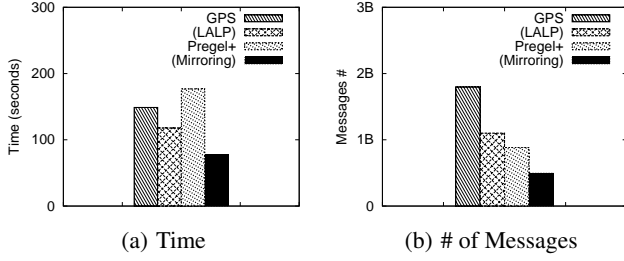 300
200
100
0
Time (seconds)
GPS
(LALP)
Pregel+
(Mirroring)
(a) Time
3B
2B
1B
0
Messages #
GPS
(LALP)
Pregel+
(Mirroring)
(b) # of Messages